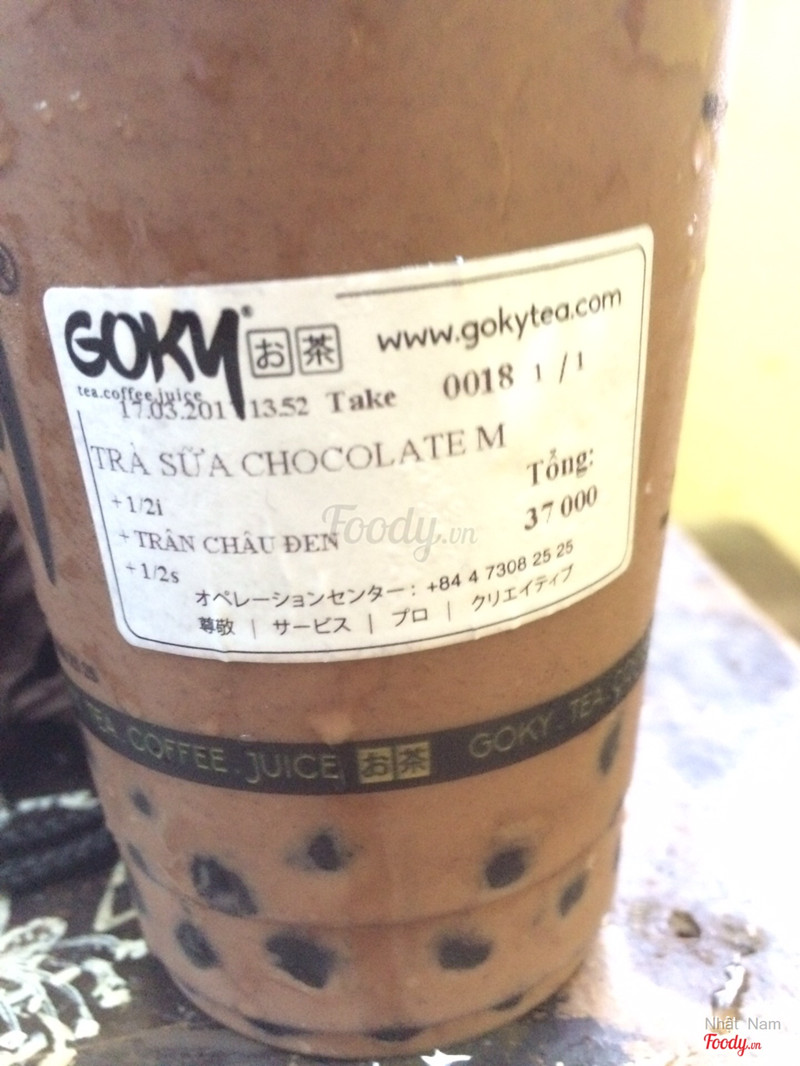 GOKY® お茶
www.gokytea.com
tea.coffee.juice
17.03.201 13.52 Take 0018 1 / 1
TRÀ SỮA CHOCOLATE M
+1/2i
+TRÂN CHÂU ĐEN
+1/2s
Tổng:
37 000
Foody.vn
オペレーションセンター : +84 4 7308 25 25
尊敬 | サービス | プロ | クリエイティブ
TEA COFFEE . JUICE お茶 GOKY . TEA
Nhật Nam
Foody.vn